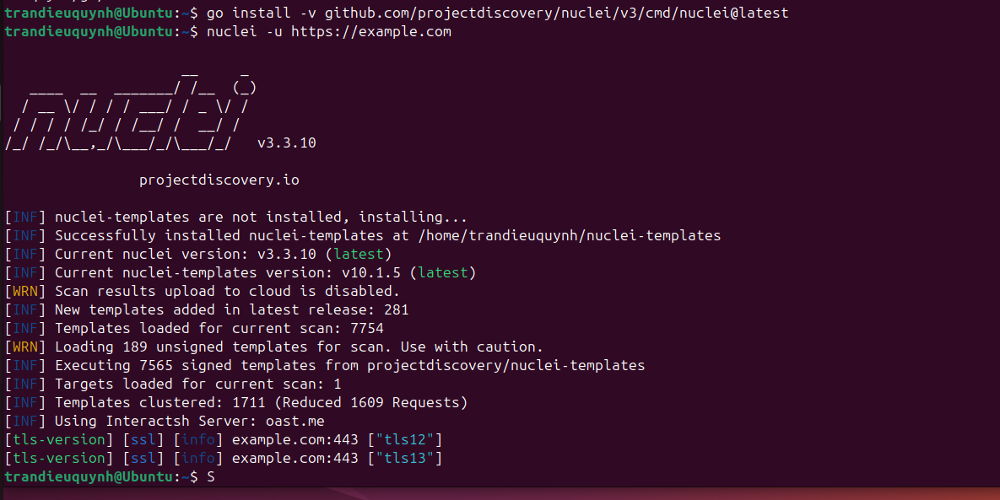 trandieuquynh@Ubuntu:~$ go install -v github.com/projectdiscovery/nuclei/v3/cmd/nuclei@latest
trandieuquynh@Ubuntu:~$ nuclei -u https://example.com
                     __     _
   ____  __  _______/ /__  (_)
  / __ \/ / / / ___/ / _ \/ /
 / / / / /_/ / /__/ /  __/ /
/_/ /_/\__,_/\___/_/\___/_/   v3.3.10
projectdiscovery.io
[INF] nuclei-templates are not installed, installing...
[INF] Successfully installed nuclei-templates at /home/trandieuquynh/nuclei-templates
[INF] Current nuclei version: v3.3.10 (latest)
[INF] Current nuclei-templates version: v10.1.5 (latest)
[WRN] Scan results upload to cloud is disabled.
[INF] New templates added in latest release: 281
[INF] Templates loaded for current scan: 7754
[WRN] Loading 189 unsigned templates for scan. Use with caution.
[INF] Executing 7565 signed templates from projectdiscovery/nuclei-templates
[INF] Targets loaded for current scan: 1
[INF] Templates clustered: 1711 (Reduced 1609 Requests)
[INF] Using Interactsh Server: oast.me
[tls-version] [ssl] [info] example.com:443 ["tls12"]
[tls-version] [ssl] [info] example.com:443 ["tls13"]
trandieuquynh@Ubuntu:~$ S